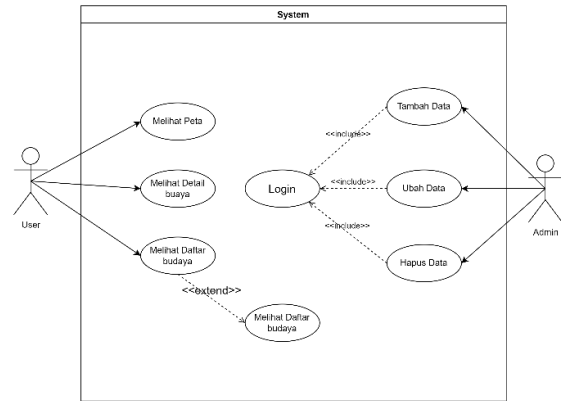 System
Melihat Peta
Melihat Detail
buaya
Melihat Daftar
budaya
<<extend>>
Melihat Daftar
budaya
Login
<<include>>
<<include>>
<<include>>
Tambah Data
Ubah Data
Hapus Data
User
Admin